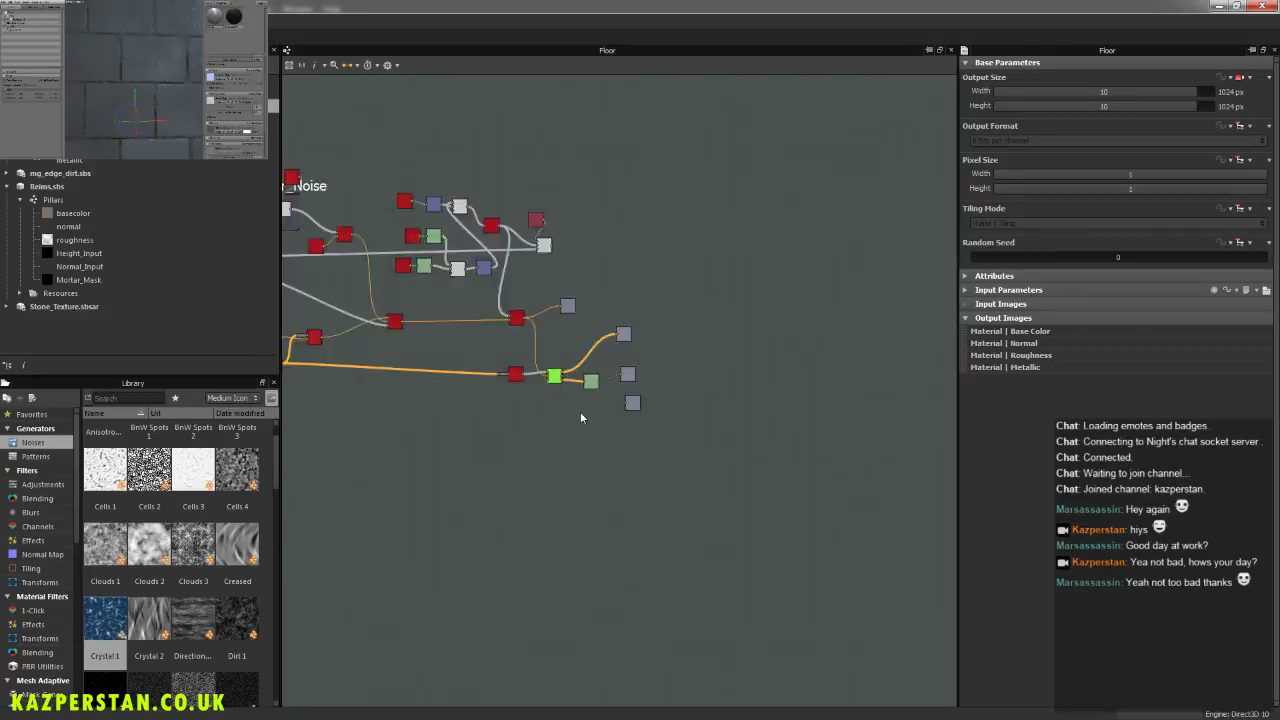 Floor
Floor
Base Parameters
Output Size
Width 10 1024 px
Height 10 1024 px
Output Format
Pixel Size
Width 1
Height 1
Tiling Mode
Random Seed
0
Attributes
Input Parameters
Input Images
Output Images
Material | Base Color
Material | Normal
Material | Roughness
Material | Metallic
metallic
mg_edge_dirt.sbs
Reims.sbs
Pillars
basecolor
normal
roughness
Height_Input
Normal_Input
Mortar_Mask
Resources
Stone_Texture.sbsar
_Noise
Library
Search
Medium Icon
Name Url Date modified
Favorites
Generators
Noises
Patterns
Filters
Adjustments
Blending
Blurs
Channels
Effects
Normal Map
Tiling
Transforms
Material Filters
1-Click
Effects
Transforms
Blending
PBR Utilities
Mesh Adaptive
Anisotro... BnW Spots 1 BnW Spots 2 BnW Spots 3
Cells 1 Cells 2 Cells 3 Cells 4
Clouds 1 Clouds 2 Clouds 3 Creased
Crystal 1 Crystal 2 Direction... Dirt 1
Chat: Loading emotes and badges.
Chat: Connecting to Night's chat socket server..
Chat: Connected.
Chat: Waiting to join channel...
Chat: Joined channel: kazperstan.
Marsassassin: Hey again
Kazperstan: hiys
Marsassassin: Good day at work?
Kazperstan: Yea not bad, hows your day?
Marsassassin: Yeah not too bad thanks
KAZPERSTAN.CO.UK
Engine: Direct3D 10